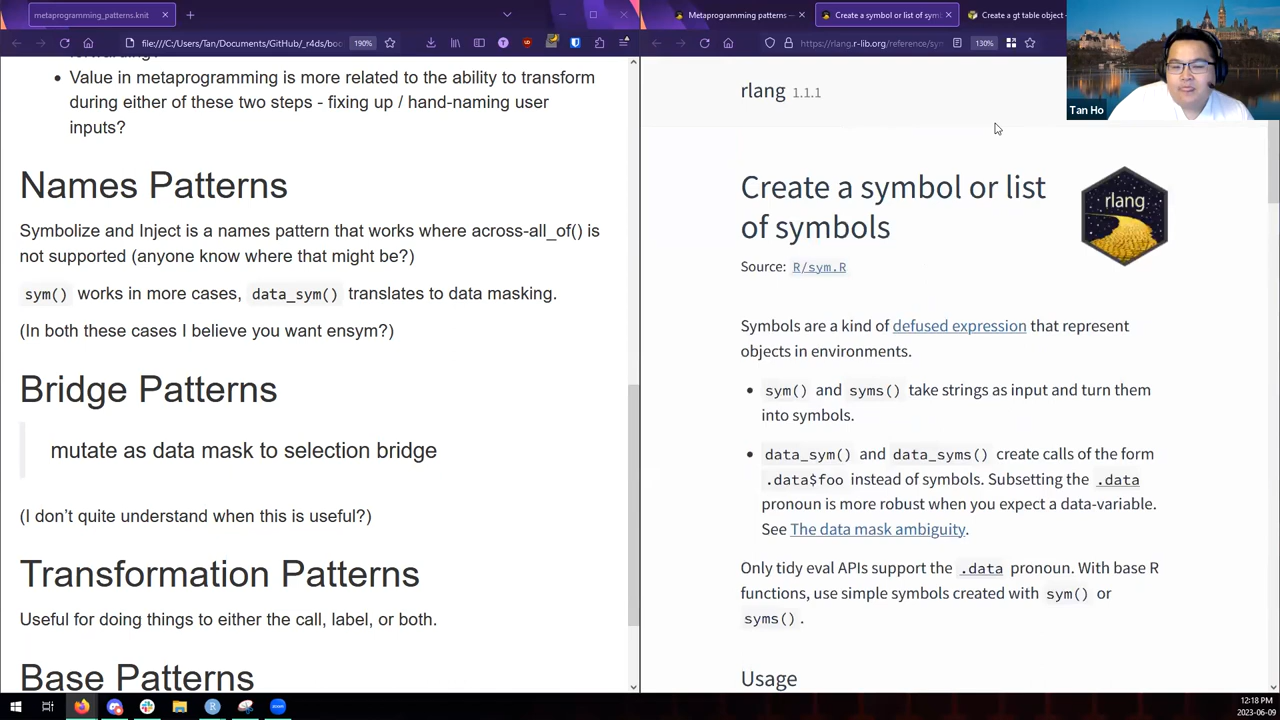 metaprogramming_patterns.knit
Metaprogramming patterns —
Create a symbol or list of sym
Create a gt table object
file:///C:/Users/Tan/Documents/GitHub/_r4ds/boo
190%
https://rlang.r-lib.org/reference/sym
130%
Tan Ho
Value in metaprogramming is more related to the ability to transform
during either of these two steps - fixing up / hand-naming user
inputs?
Names Patterns
Symbolize and Inject is a names pattern that works where across-all_of() is
not supported (anyone know where that might be?)
sym() works in more cases, data_sym() translates to data masking.
(In both these cases I believe you want ensym?)
Bridge Patterns
mutate as data mask to selection bridge
(I don't quite understand when this is useful?)
Transformation Patterns
Useful for doing things to either the call, label, or both.
Base Patterns
rlang 1.1.1
Create a symbol or list
of symbols
rlang
Source: R/sym.R
Symbols are a kind of defused expression that represent
objects in environments.
sym() and syms() take strings as input and turn them
into symbols.
data_sym() and data_syms() create calls of the form
.data$foo instead of symbols. Subsetting the .data
pronoun is more robust when you expect a data-variable.
See The data mask ambiguity.
Only tidy eval APIs support the .data pronoun. With base R
functions, use simple symbols created with sym() or
syms().
Usage
12:18 PM
2023-06-09